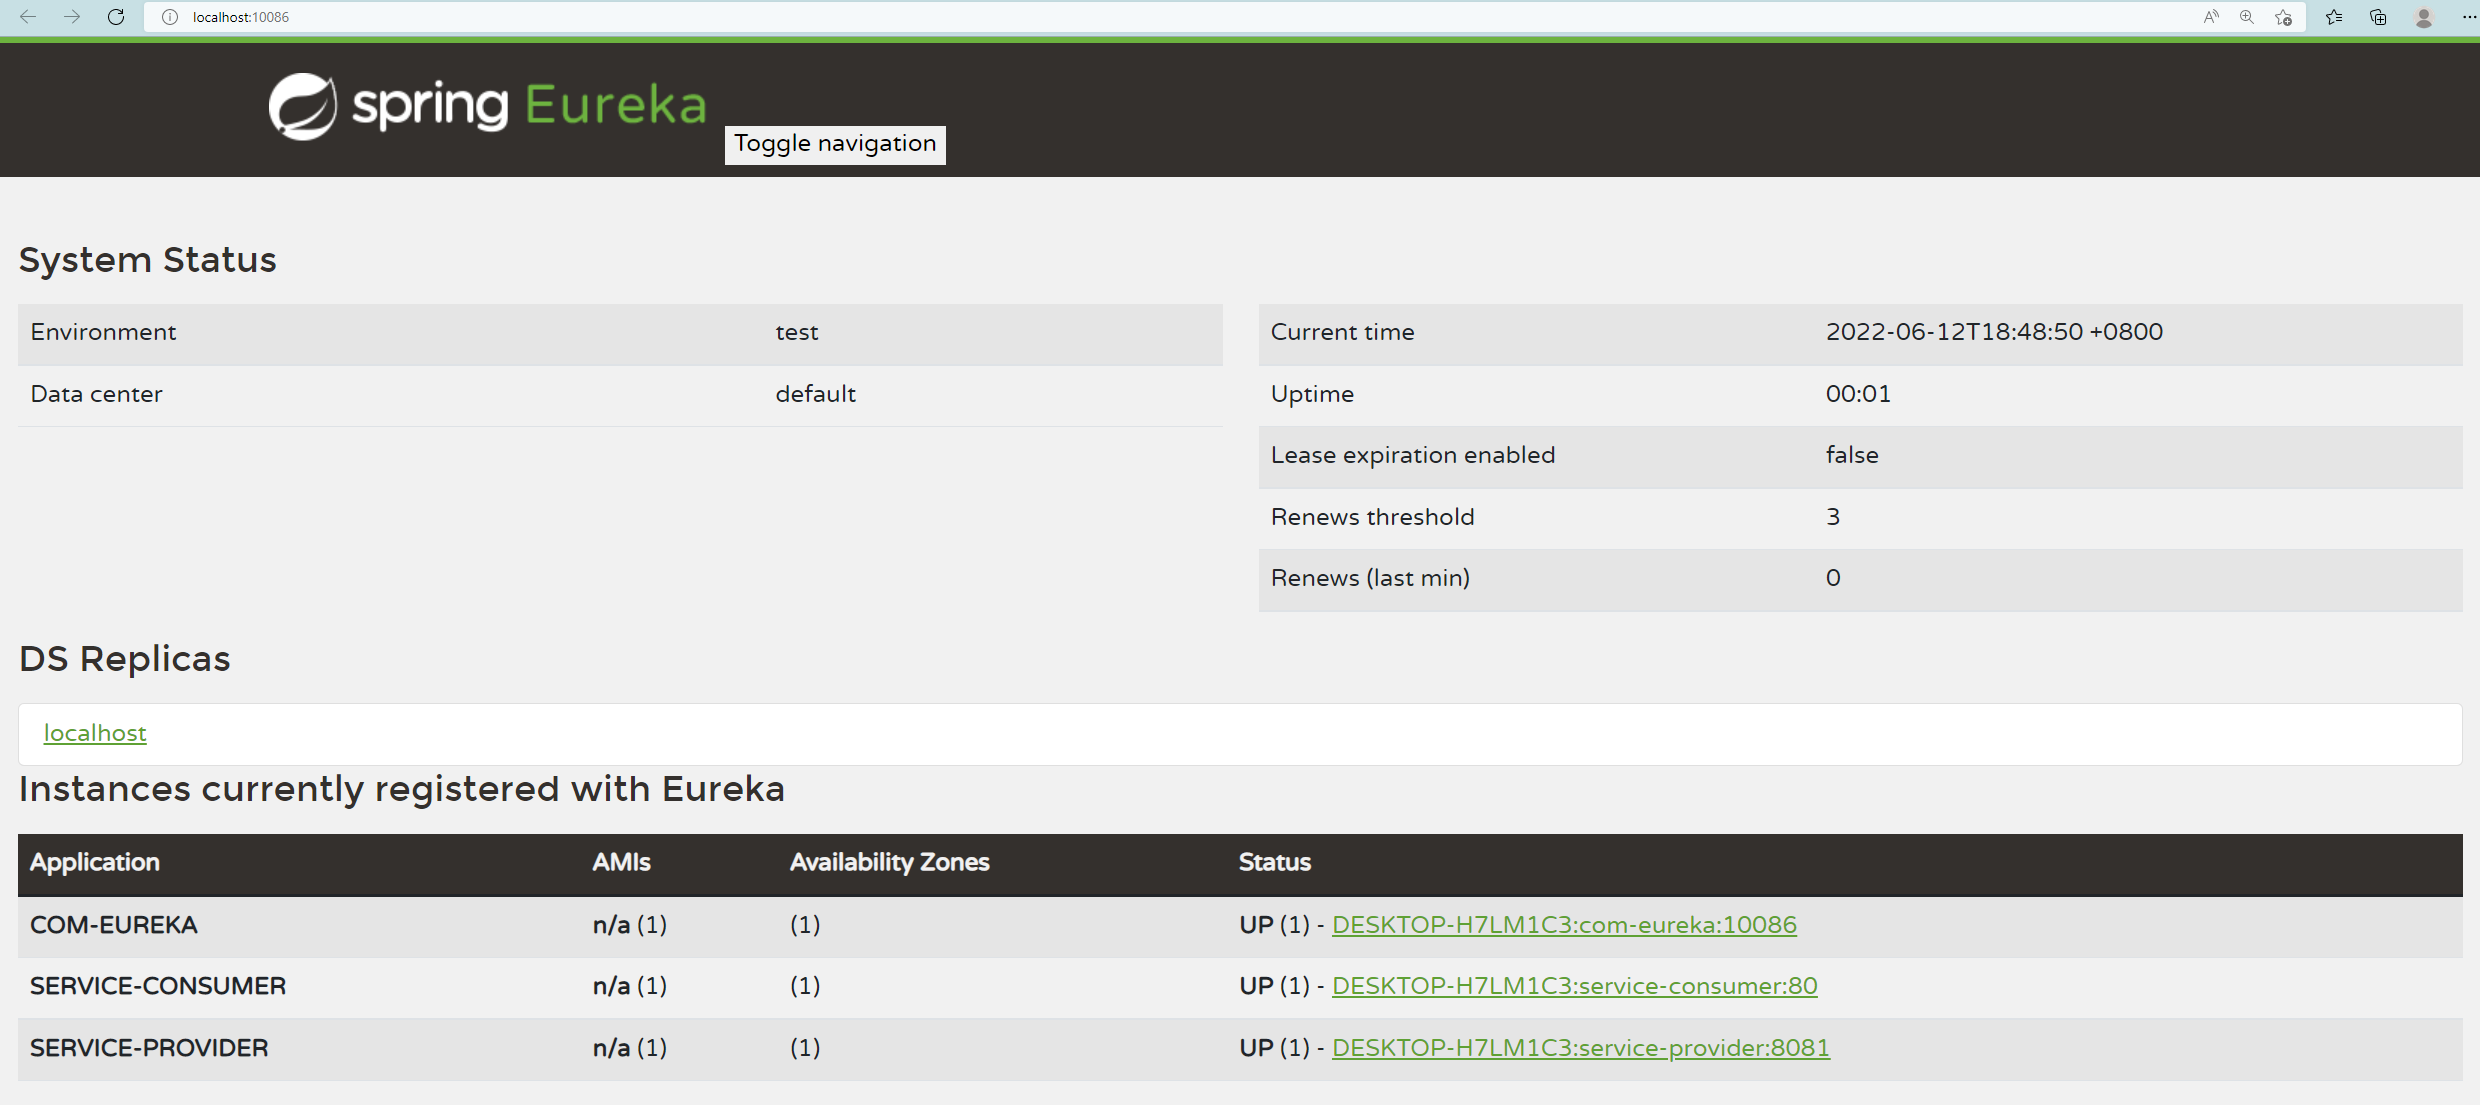 localhost:10086
spring Eureka
Toggle navigation
System Status
Environment test
Data center default
Current time 2022-06-12T18:48:50 +0800
Uptime 00:01
Lease expiration enabled false
Renews threshold 3
Renews (last min) 0
DS Replicas
localhost
Instances currently registered with Eureka
Application AMIs Availability Zones Status
COM-EUREKA n/a (1) (1) UP (1) - DESKTOP-H7LM1C3:com-eureka:10086
SERVICE-CONSUMER n/a (1) (1) UP (1) - DESKTOP-H7LM1C3:service-consumer:80
SERVICE-PROVIDER n/a (1) (1) UP (1) - DESKTOP-H7LM1C3:service-provider:8081